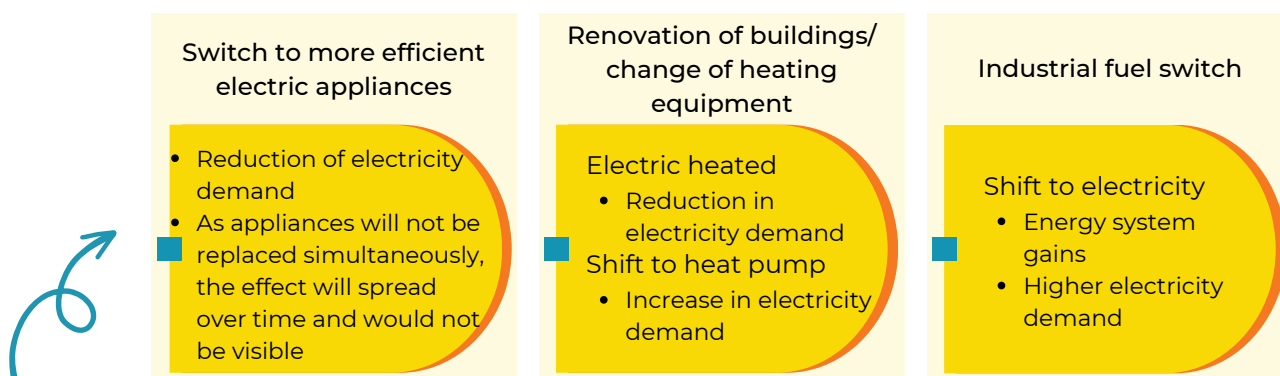 Switch to more efficient
electric appliances
• Reduction of electricity
demand
• As appliances will not be
replaced simultaneously,
the effect will spread
over time and would not
be visible
Renovation of buildings/
change of heating
equipment
Electric heated
• Reduction in
electricity demand
Shift to heat pump
• Increase in electricity
demand
Industrial fuel switch
Shift to electricity
• Energy system
gains
• Higher electricity
demand